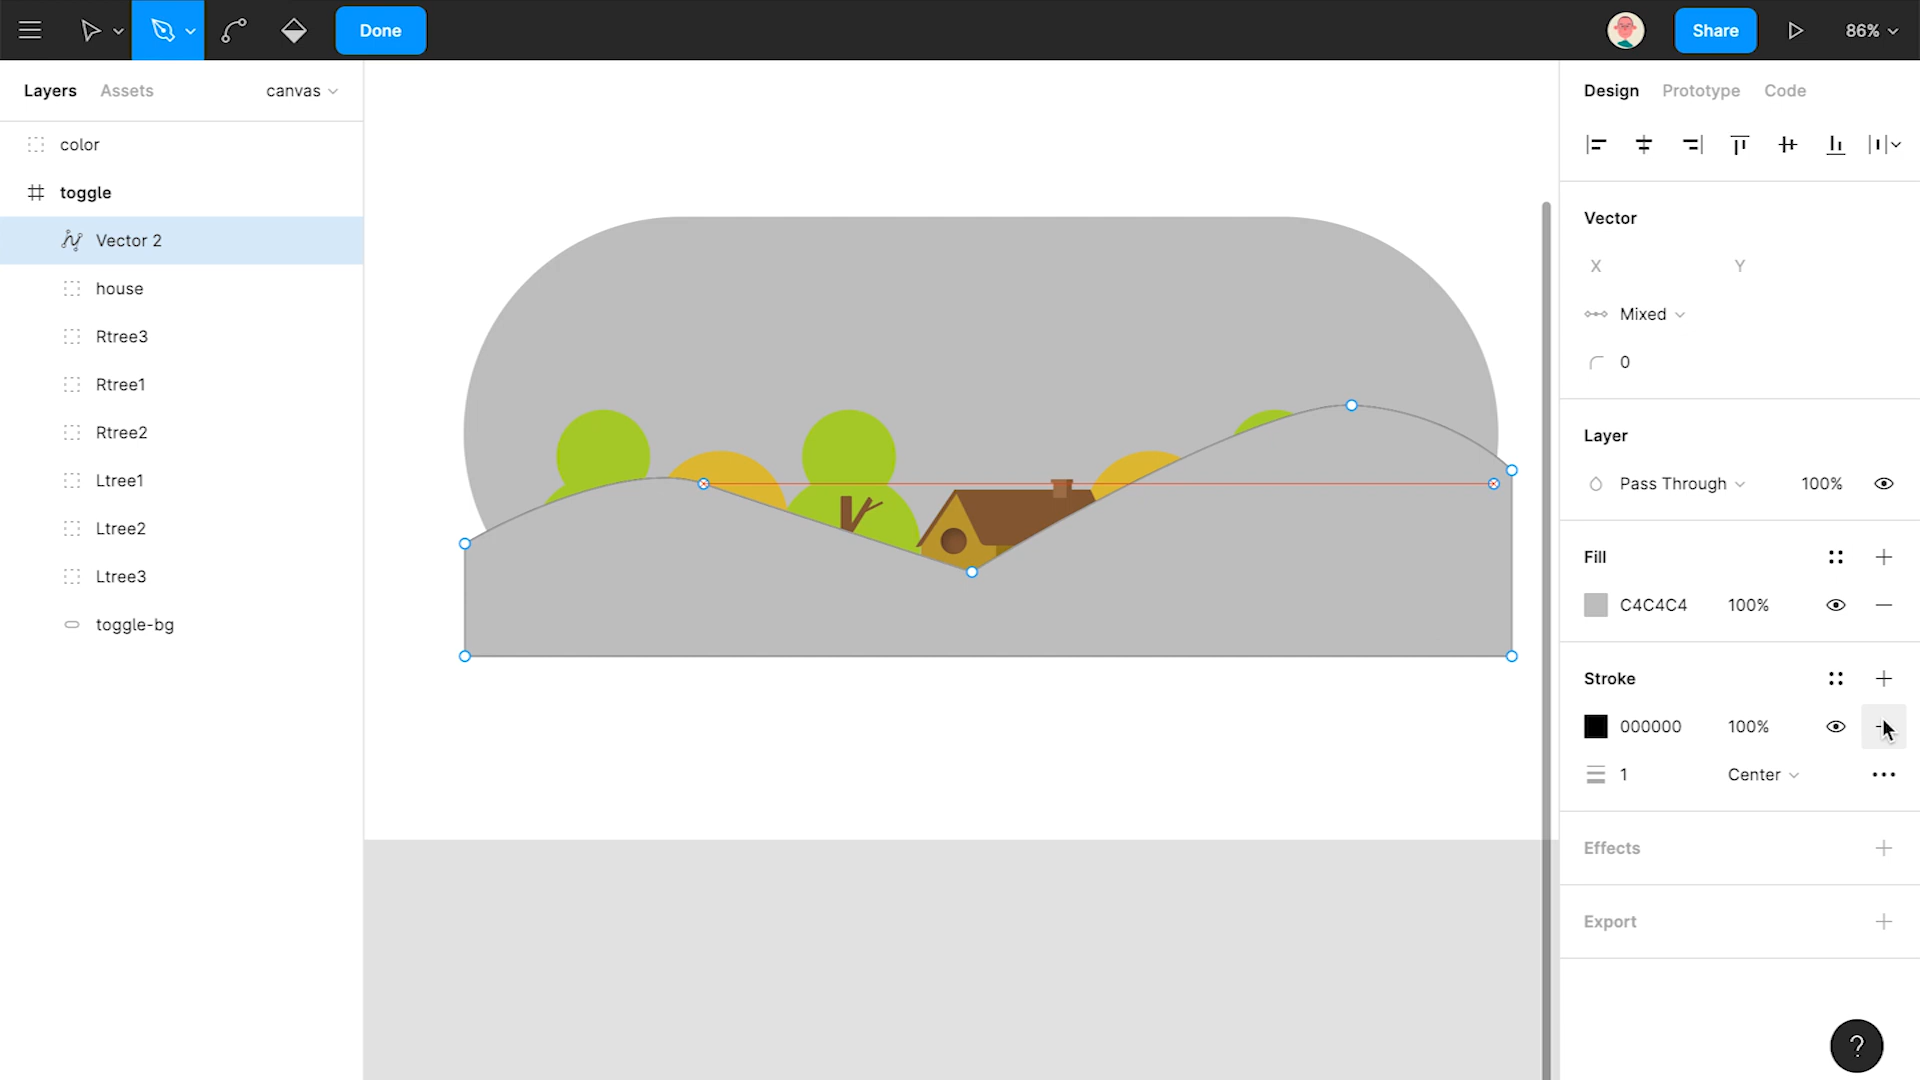 Done
Share
86%
Layers
Assets
canvas
color
toggle
Vector 2
house
Rtree3
Rtree1
Rtree2
Ltree1
Ltree2
Ltree3
toggle-bg
Design
Prototype
Code
Vector
X
Y
Mixed
0
Layer
Pass Through
100%
Fill
C4C4C4
100%
Stroke
000000
100%
1
Center
Effects
Export
?